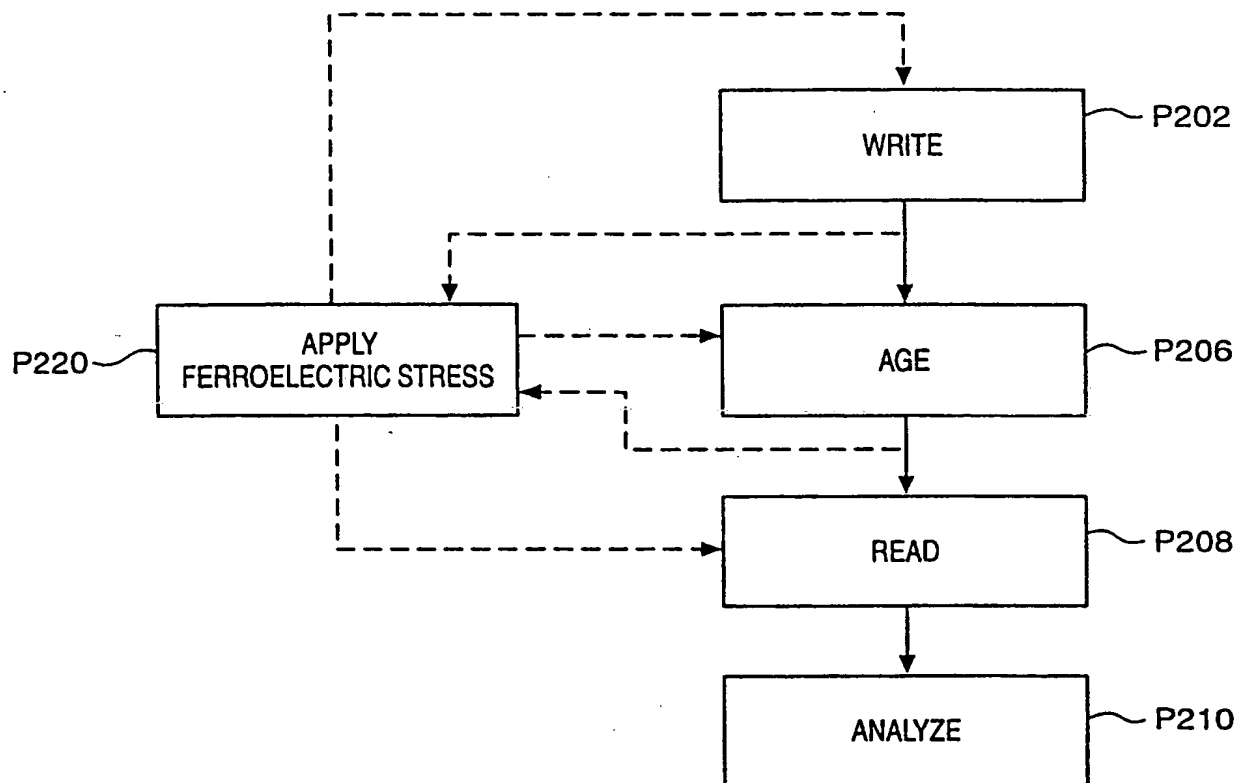 WRITE
P202
APPLY
FERROELECTRIC STRESS
P220
AGE
P206
READ
P208
ANALYZE
P210